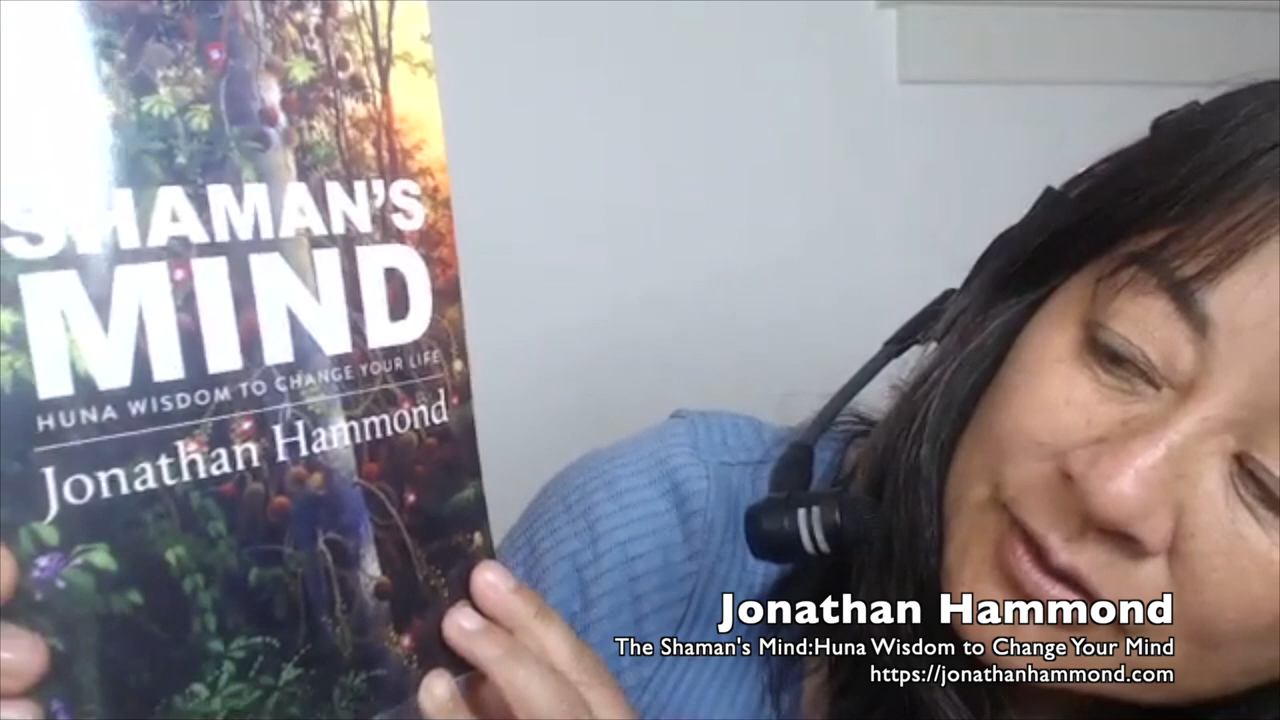 SHAMAN'S
MIND
HUNA WISDOM TO CHANGE YOUR LIFE
Jonathan Hammond
Jonathan Hammond
The Shaman's Mind:Huna Wisdom to Change Your Mind
https://jonathanhammond.com